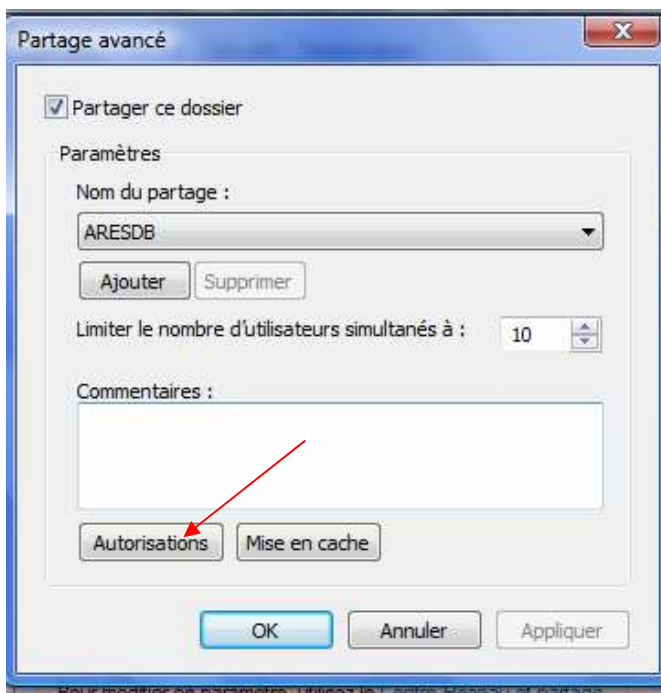 Partage avancé
Partager ce dossier
Paramètres
Nom du partage :
ARESDB
Ajouter Supprimer
Limiter le nombre d'utilisateurs simultanés à : 10
Commentaires :
Autorisations Mise en cache
OK Annuler Appliquer